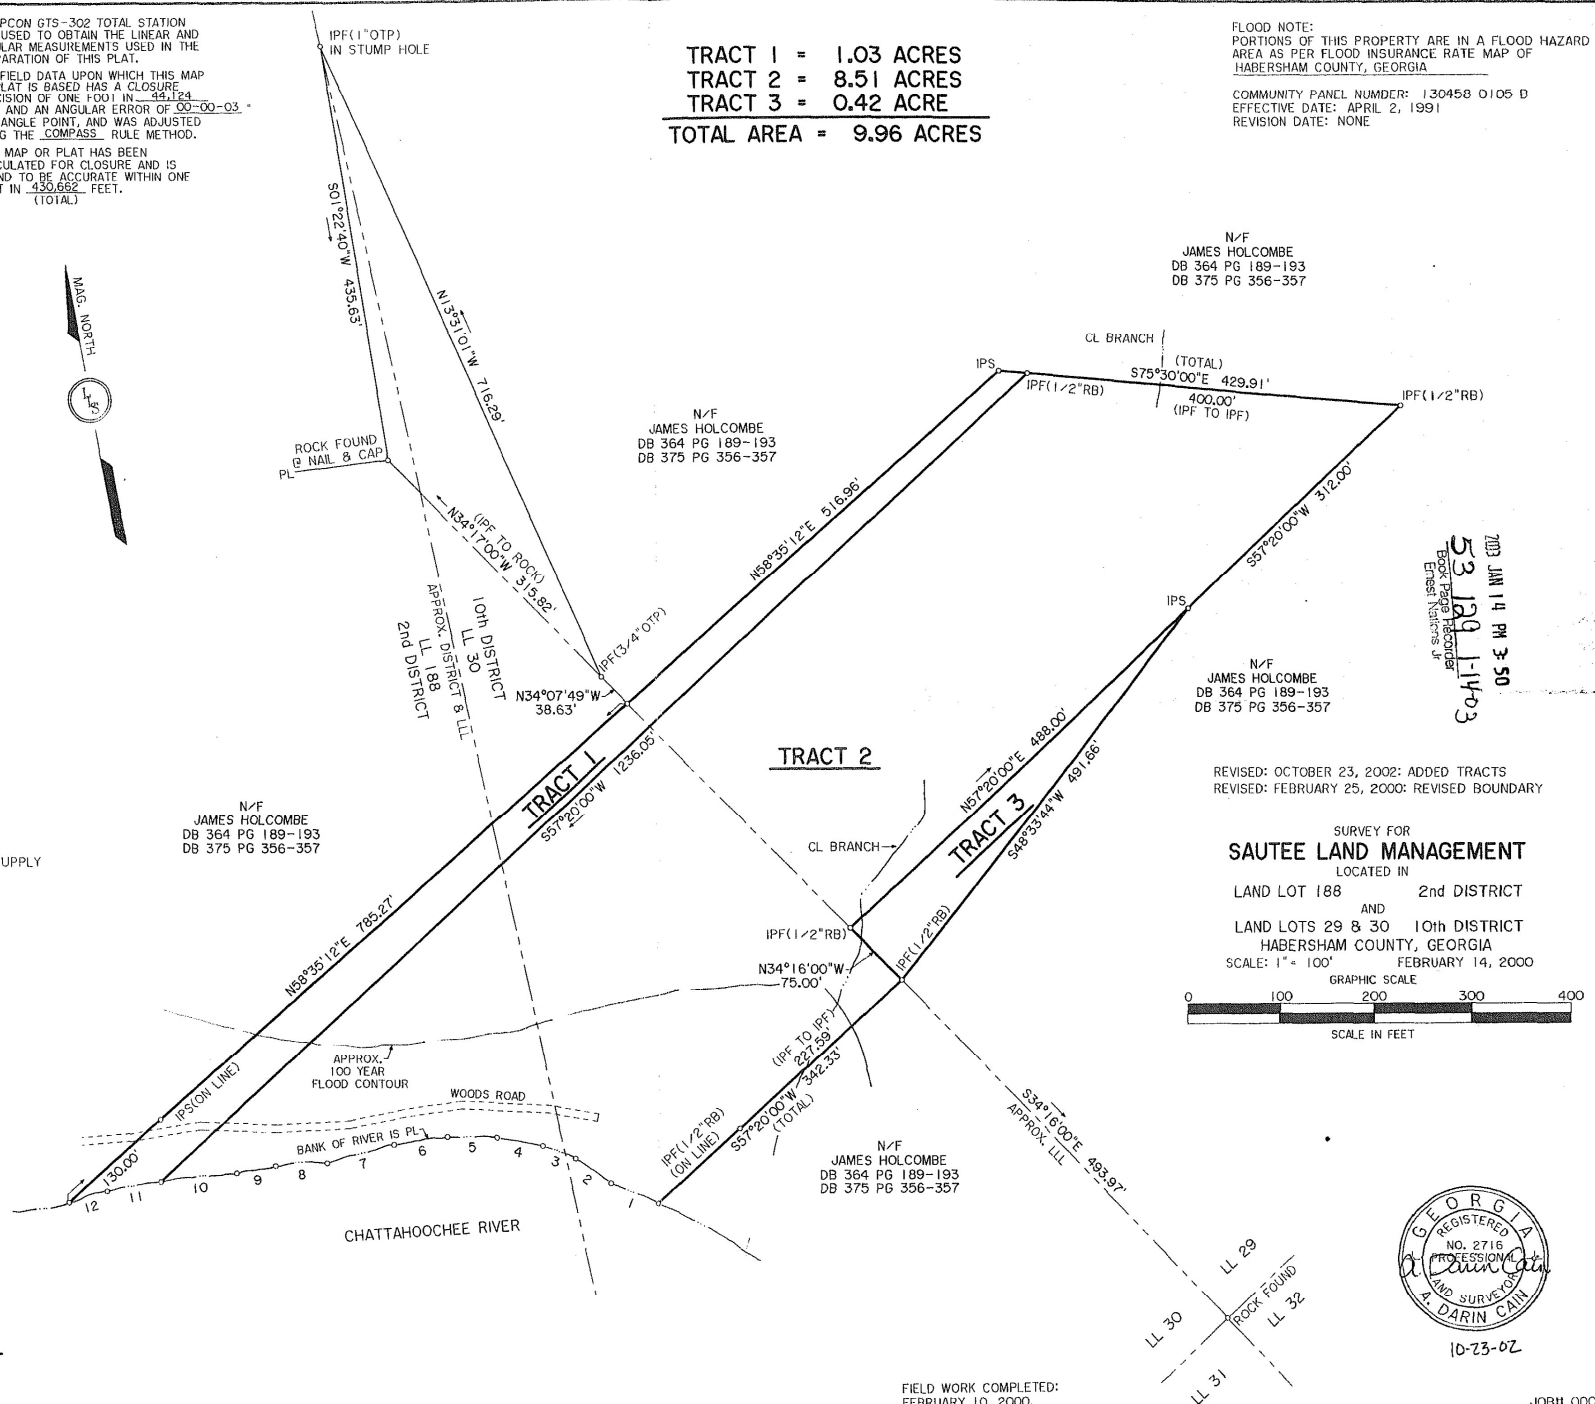 PCON GTS-302 TOTAL STATION
USED TO OBTAIN THE LINEAR AND
LAR MEASUREMENTS USED IN THE
ARATION OF THIS PLAT.
FIELD DATA UPON WHICH THIS MAP
LAT IS BASED HAS A CLOSURE
ISION OF ONE FOOT IN 44,124
AND AN ANGULAR ERROR OF 00-00-03 "
ANGLE POINT, AND WAS ADJUSTED
G THE COMPASS RULE METHOD.
MAP OR PLAT HAS BEEN
CULATED FOR CLOSURE AND IS
ND TO BE ACCURATE WITHIN ONE
T IN 430,662 FEET.
(TOTAL)
IPF(1"OTP)
IN STUMP HOLE
TRACT 1 = 1.03 ACRES
TRACT 2 = 8.51 ACRES
TRACT 3 = 0.42 ACRE
TOTAL AREA = 9.96 ACRES
FLOOD NOTE:
PORTIONS OF THIS PROPERTY ARE IN A FLOOD HAZARD
AREA AS PER FLOOD INSURANCE RATE MAP OF
HABERSHAM COUNTY, GEORGIA
COMMUNITY PANEL NUMBER: 130458 0105 D
EFFECTIVE DATE: APRIL 2, 1991
REVISION DATE: NONE
S01°22'40"W 435.63'
N13°31'01"W 716.29'
MAG. NORTH
N/F
JAMES HOLCOMBE
DB 364 PG 189-193
DB 375 PG 356-357
CL BRANCH
(TOTAL)
S75°30'00"E 429.91'
400.00'
(IPF TO IPF)
IPS
IPF(1/2"RB)
IPF(1/2"RB)
N/F
JAMES HOLCOMBE
DB 364 PG 189-193
DB 375 PG 356-357
ROCK FOUND
@ NAIL & CAP
PL
(IPF TO ROCK)
N34°17'00"W 315.82'
N58°35'12"E 516.96'
S57°20'00"W 312.00'
2003 JAN 14 PM 3:50
53 129 1-14-03
Book Page Recorder
Ernest Nations Jr
10th DISTRICT
LL 30
APPROX. DISTRICT & LLL
LL 188
2nd DISTRICT
IPF(3/4"OTP)
N34°07'49"W
38.63'
IPS
N/F
JAMES HOLCOMBE
DB 364 PG 189-193
DB 375 PG 356-357
TRACT 1
S57°20'00"W 1236.05'
TRACT 2
N57°20'00"E 488.00'
TRACT 3
S48°33'44"W 491.66'
REVISED: OCTOBER 23, 2002: ADDED TRACTS
REVISED: FEBRUARY 25, 2000: REVISED BOUNDARY
N/F
JAMES HOLCOMBE
DB 364 PG 189-193
DB 375 PG 356-357
UPPLY
CL BRANCH
SURVEY FOR
SAUTEE LAND MANAGEMENT
LOCATED IN
LAND LOT 188 2nd DISTRICT
AND
LAND LOTS 29 & 30 10th DISTRICT
HABERSHAM COUNTY, GEORGIA
SCALE: 1" = 100' FEBRUARY 14, 2000
GRAPHIC SCALE
0 100 200 300 400
SCALE IN FEET
N58°35'12"E 785.27'
IPF(1/2"RB)
IPF(1/2"RB)
N34°16'00"W
75.00'
(IPF TO IPF)
227.59'
S57°20'00"W 342.33'
(TOTAL)
APPROX.
100 YEAR
FLOOD CONTOUR
IPS(ON LINE)
WOODS ROAD
BANK OF RIVER IS PL
130.00'
12 11 10 9 8 7 6 5 4 3 2 1
IPF(1/2"RB)
(ON LINE)
CHATTAHOOCHEE RIVER
N/F
JAMES HOLCOMBE
DB 364 PG 189-193
DB 375 PG 356-357
S34°16'00"E 493.97'
APPROX. LLL
LL 29
ROCK FOUND
LL 30
LL 32
LL 31
GEORGIA
REGISTERED
NO. 2716
PROFESSIONAL
A Darin Cain
LAND SURVEYOR
A. DARIN CAIN
10-23-02
FIELD WORK COMPLETED:
FEBRUARY 10, 2000.
JOB# 000